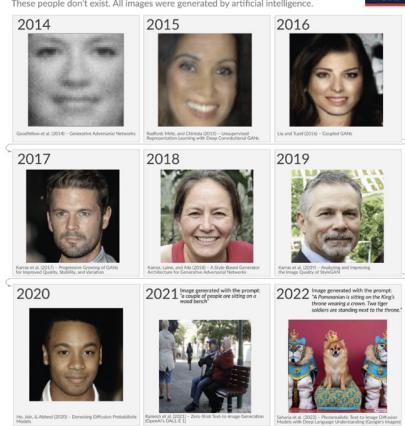 These people don't exist. All images were generated by artificial intelligence.
2014
Goodfellow et al. (2014) – Generative Adversarial Networks
2015
Radford, Metz, and Chintala (2015) – Unsupervised
Representation Learning with Deep Convolutional GANs
2016
Liu and Tuzel (2016) – Coupled GANs
2017
Karras et al. (2017) – Progressive Growing of GANs
for Improved Quality, Stability, and Variation
2018
Karras, Laine, and Aila (2018) – A Style-Based Generator
Architecture for Generative Adversarial Networks
2019
Karras et al. (2019) – Analyzing and Improving
the Image Quality of StyleGAN
2020
Ho, Jain, & Abbeel (2020) – Denoising Diffusion Probabilistic
Models
2021
Image generated with the prompt:
"a couple of people are sitting on a
wood bench"
Ramesh et al. (2021) – Zero-Shot Text-to-Image Generation
(OpenAI's DALL-E 1)
2022
Image generated with the prompt:
"A Pomeranian is sitting on the King's
throne wearing a crown. Two tiger
soldiers are standing next to the throne."
Saharia et al. (2022) – Photorealistic Text-to-Image Diffusion
Models with Deep Language Understanding (Google's Imagen)